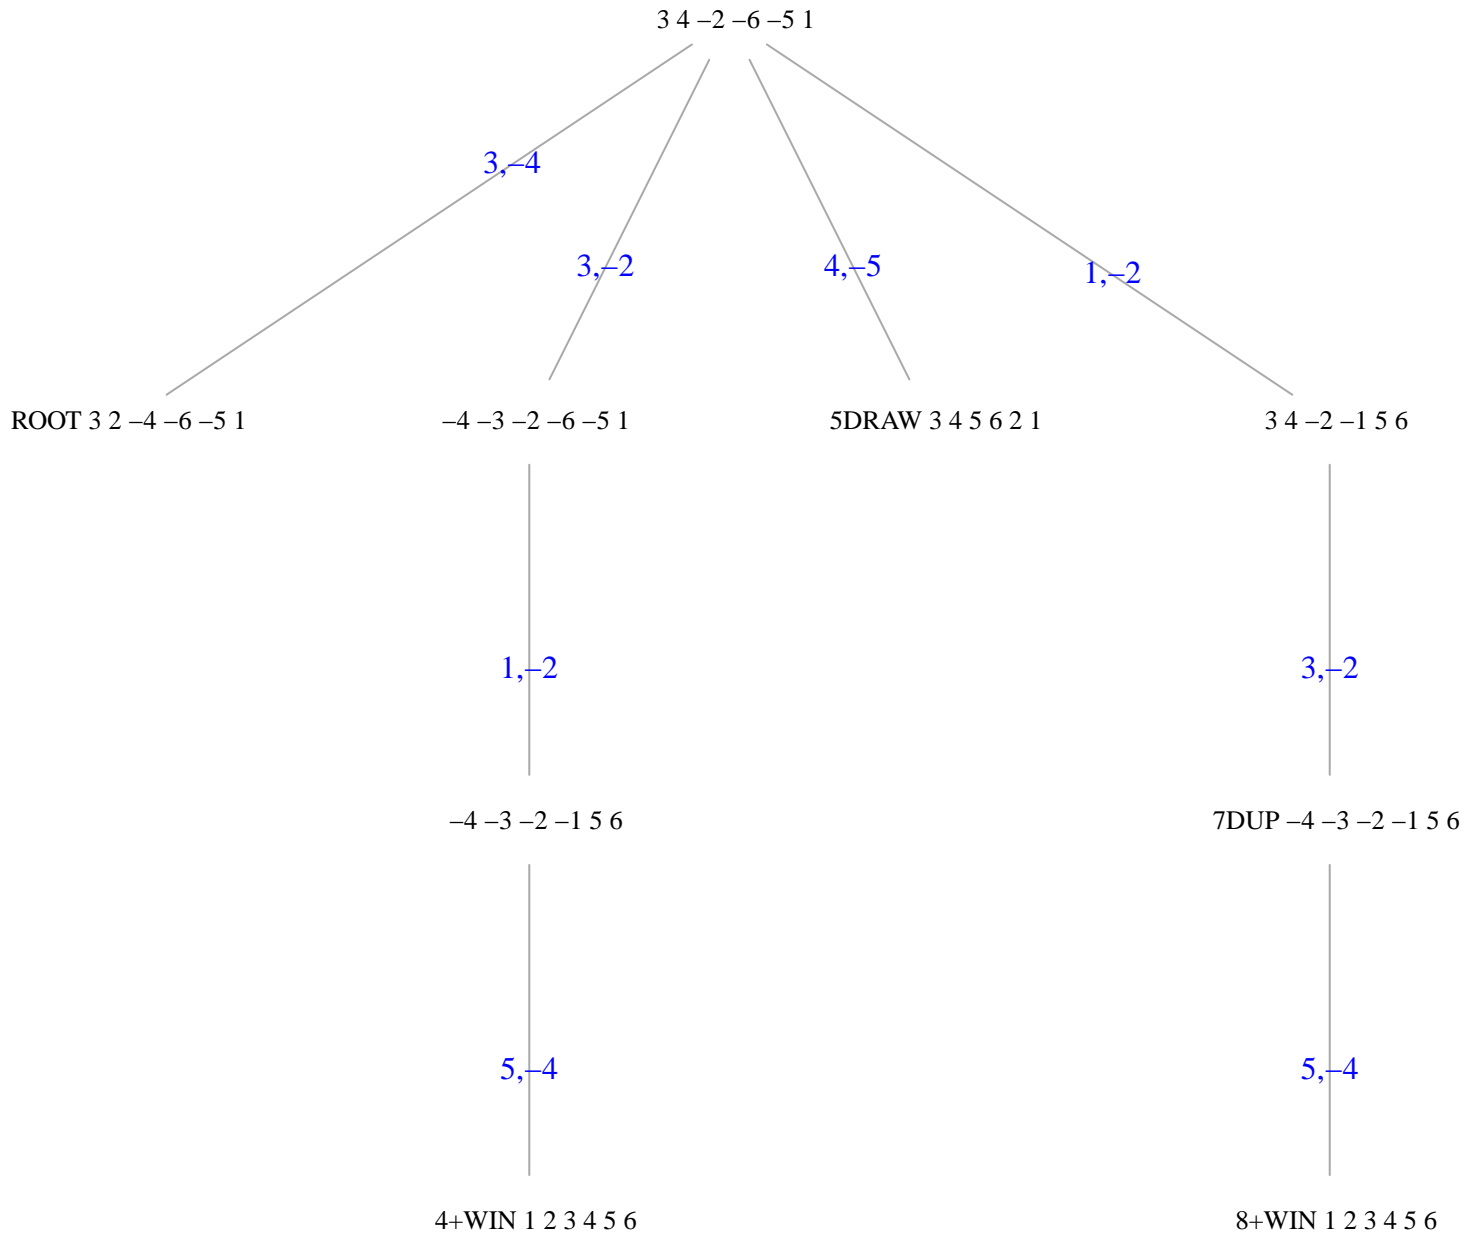 3 4 –2 –6 –5 1
3,–4
3,–2
4,–5
1,–2
ROOT 3 2 –4 –6 –5 1
–4 –3 –2 –6 –5 1
5DRAW 3 4 5 6 2 1
3 4 –2 –1 5 6
1,–2
3,–2
–4 –3 –2 –1 5 6
7DUP –4 –3 –2 –1 5 6
5,–4
5,–4
4+WIN 1 2 3 4 5 6
8+WIN 1 2 3 4 5 6